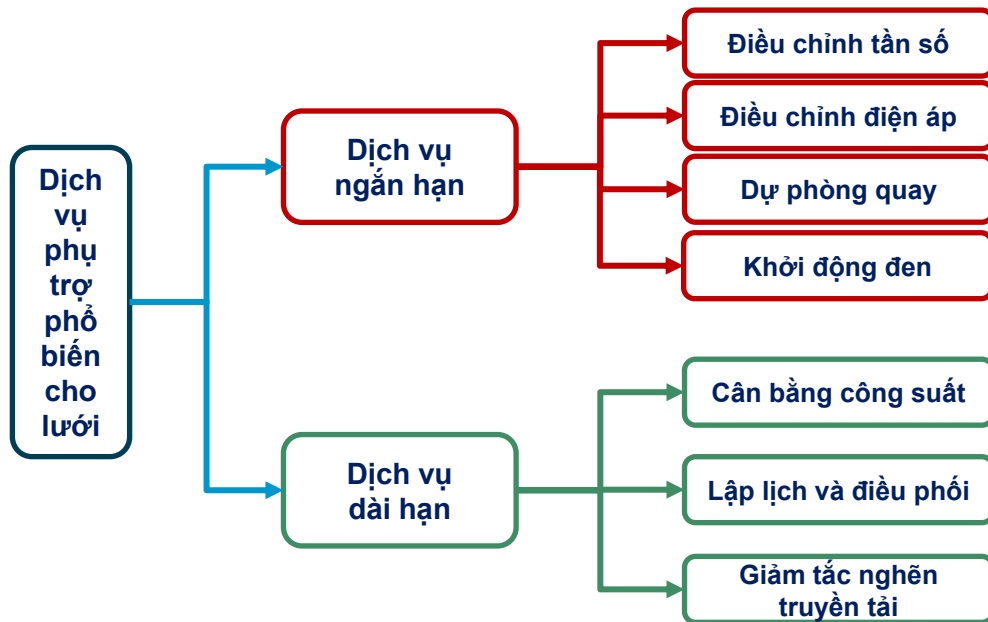 Dịch
vụ
phụ
trợ
phổ
biến
cho
lưới
Dịch vụ
ngắn hạn
Điều chỉnh tần số
Điều chỉnh điện áp
Dự phòng quay
Khởi động đen
Dịch vụ
dài hạn
Cân bằng công suất
Lập lịch và điều phối
Giảm tắc nghẽn
truyền tải